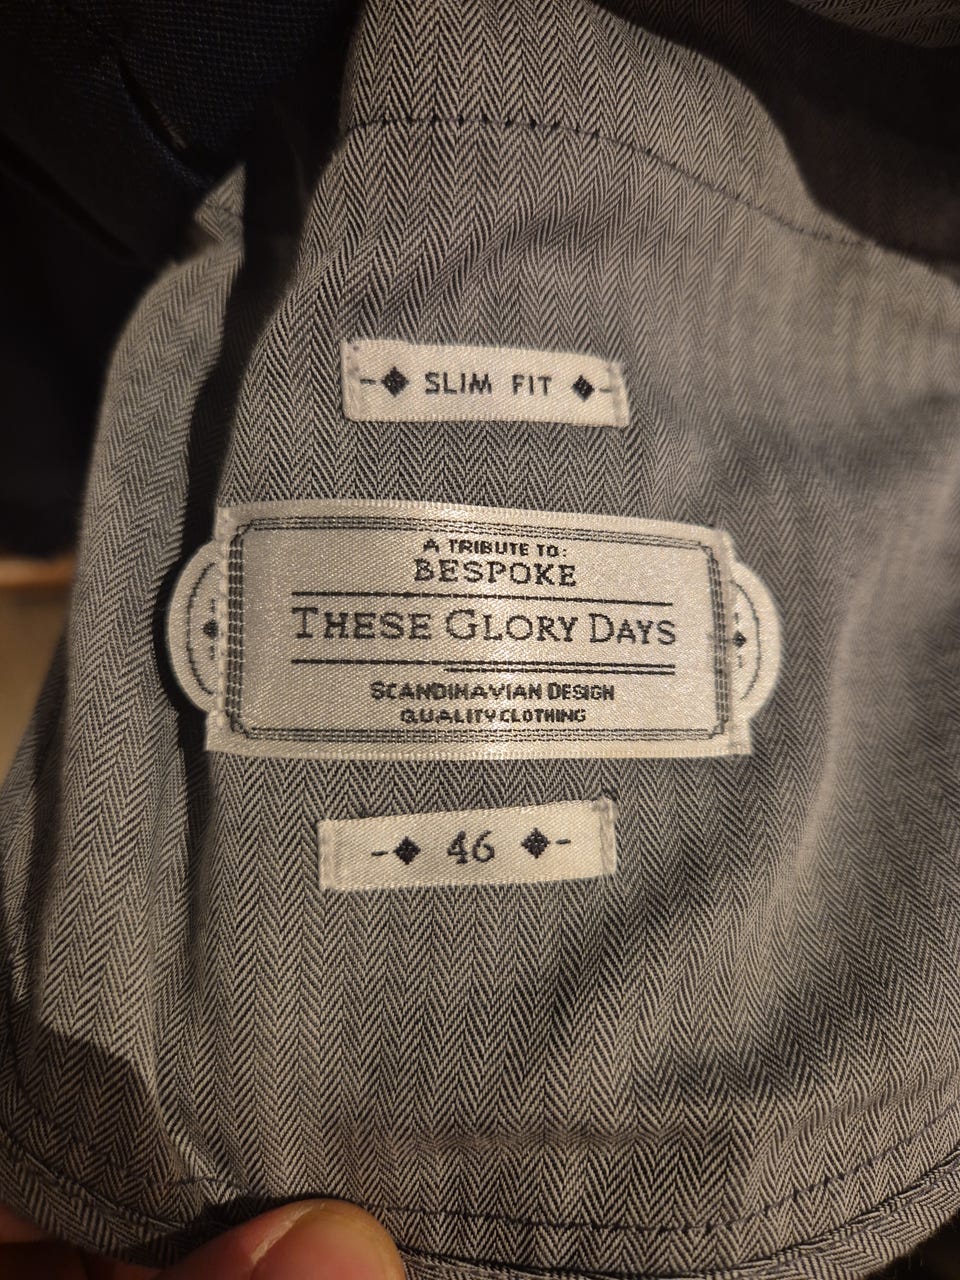 SLIM FIT
A TRIBUTE TO:
BESPOKE
THESE GLORY DAYS
SCANDINAVIAN DESIGN
QUALITY CLOTHING
46